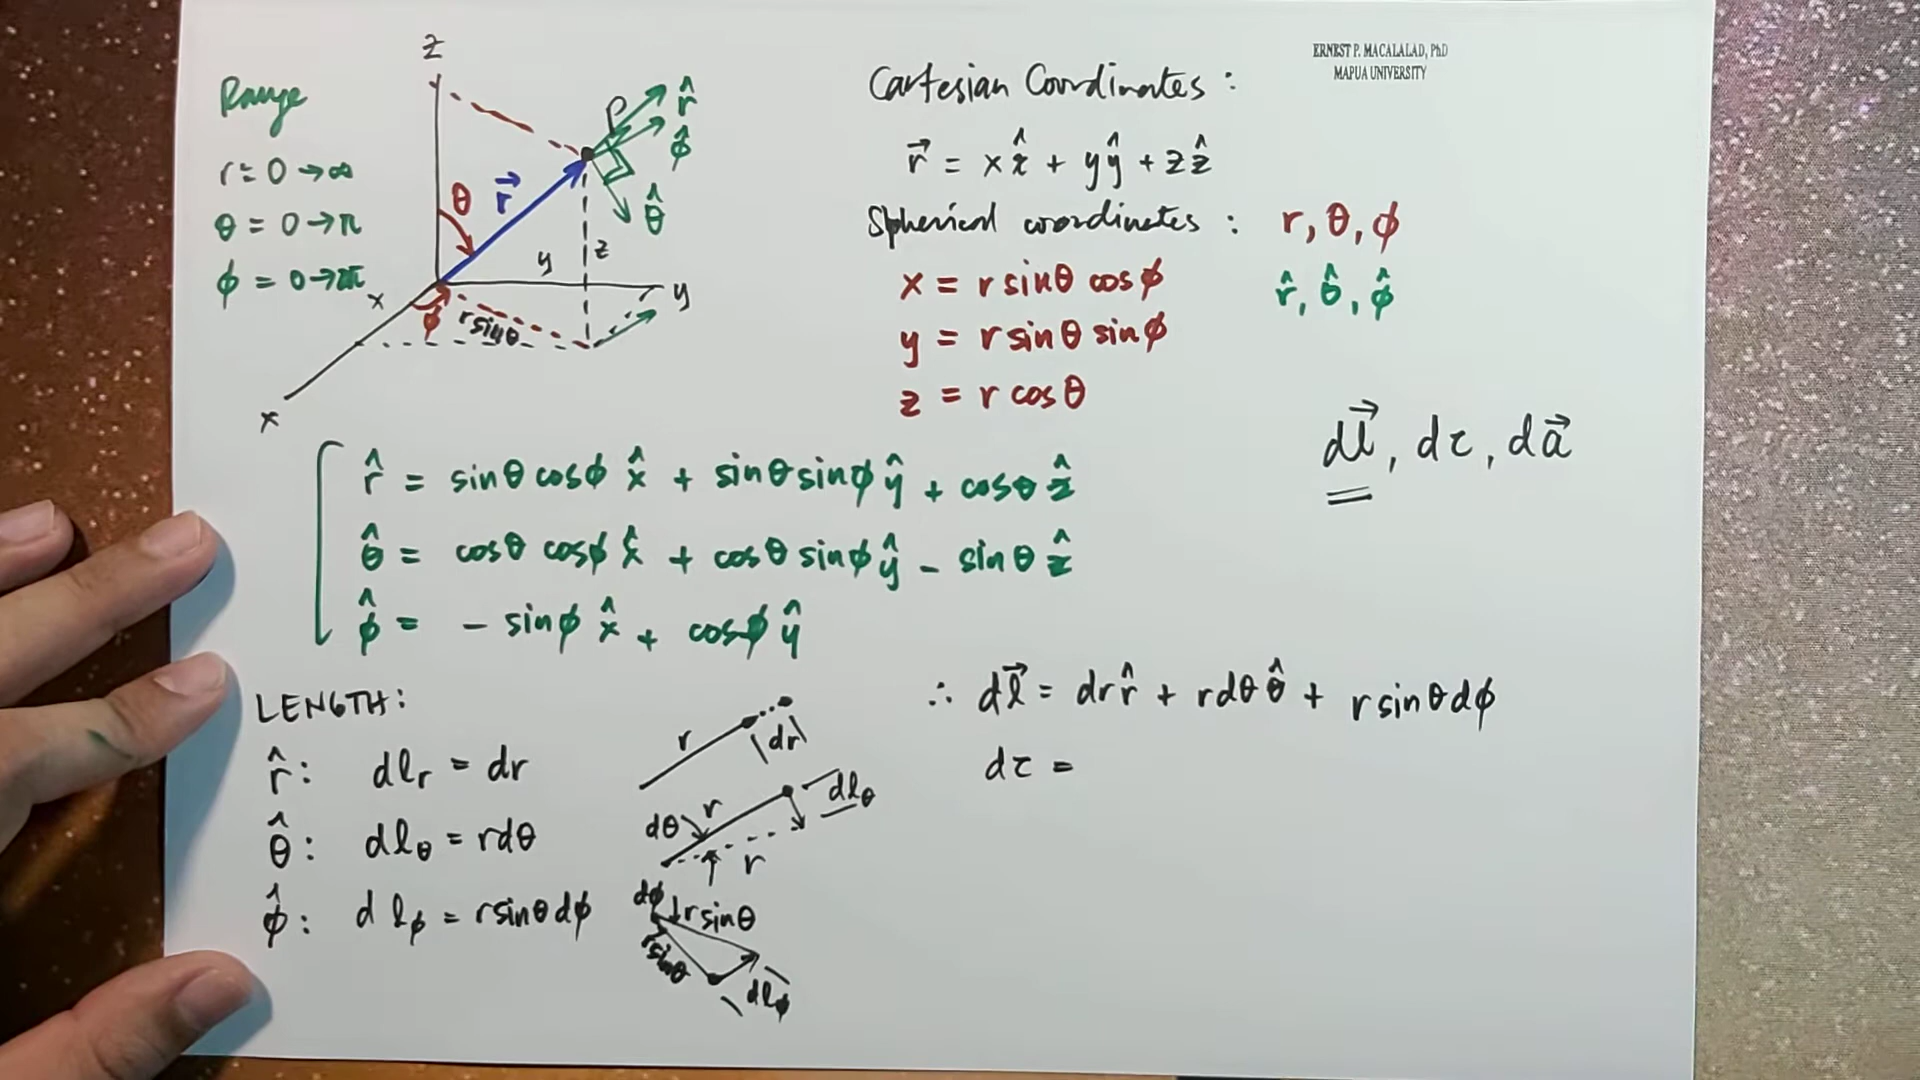 ERNEST P. MACALALAD, PhD
MAPUA UNIVERSITY
Range
r = 0 → ∞
θ = 0 → π
ϕ = 0 → 2π
z
P
r̂
ϕ̂
θ̂
θ
r⃗
y
z
y
x
ϕ
r sinθ
x
Cartesian Coordinates :
r⃗ = x x̂ + y ŷ + z ẑ
Spherical coordinates : r, θ, ϕ
r̂, θ̂, ϕ̂
x = r sinθ cosϕ
y = r sinθ sinϕ
z = r cosθ
dl⃗, dτ, da⃗
r̂ = sinθ cosϕ x̂ + sinθ sinϕ ŷ + cosθ ẑ
θ̂ = cosθ cosϕ x̂ + cosθ sinϕ ŷ - sinθ ẑ
ϕ̂ = - sinϕ x̂ + cosϕ ŷ
LENGTH:
r̂ : dl_r = dr
θ̂ : dl_θ = rdθ
ϕ̂ : dl_ϕ = r sinθ dϕ
r
dr
dθ
r
dl_θ
r
dϕ
r sinθ
r sinθ
dl_ϕ
∴ dl⃗ = dr r̂ + rdθ θ̂ + r sinθ dϕ
dτ =